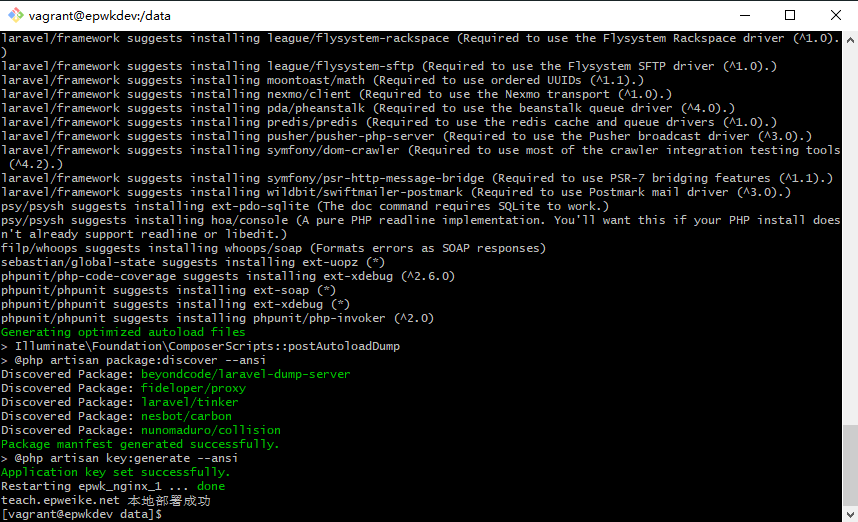 vagrant@epwkdev:/data
laravel/framework suggests installing league/flysystem-rackspace (Required to use the Flysystem Rackspace driver (^1.0).
)
laravel/framework suggests installing league/flysystem-sftp (Required to use the Flysystem SFTP driver (^1.0).)
laravel/framework suggests installing moontoast/math (Required to use ordered UUIDs (^1.1).)
laravel/framework suggests installing nexmo/client (Required to use the Nexmo transport (^1.0).)
laravel/framework suggests installing pda/pheanstalk (Required to use the beanstalk queue driver (^4.0).)
laravel/framework suggests installing predis/predis (Required to use the redis cache and queue drivers (^1.0).)
laravel/framework suggests installing pusher/pusher-php-server (Required to use the Pusher broadcast driver (^3.0).)
laravel/framework suggests installing symfony/dom-crawler (Required to use most of the crawler integration testing tools
 (^4.2).)
laravel/framework suggests installing symfony/psr-http-message-bridge (Required to use PSR-7 bridging features (^1.1).)
laravel/framework suggests installing wildbit/swiftmailer-postmark (Required to use Postmark mail driver (^3.0).)
psy/psysh suggests installing ext-pdo-sqlite (The doc command requires SQLite to work.)
psy/psysh suggests installing hoa/console (A pure PHP readline implementation. You'll want this if your PHP install does
n't already support readline or libedit.)
filp/whoops suggests installing whoops/soap (Formats errors as SOAP responses)
sebastian/global-state suggests installing ext-uopz (*)
phpunit/php-code-coverage suggests installing ext-xdebug (^2.6.0)
phpunit/phpunit suggests installing ext-soap (*)
phpunit/phpunit suggests installing ext-xdebug (*)
phpunit/phpunit suggests installing phpunit/php-invoker (^2.0)
Generating optimized autoload files
> Illuminate\Foundation\ComposerScripts::postAutoloadDump
> @php artisan package:discover --ansi
Discovered Package: beyondcode/laravel-dump-server
Discovered Package: fideloper/proxy
Discovered Package: laravel/tinker
Discovered Package: nesbot/carbon
Discovered Package: nunomaduro/collision
Package manifest generated successfully.
> @php artisan key:generate --ansi
Application key set successfully.
Restarting epwk_nginx_1 ... done
teach.epweike.net 本地部署成功
[vagrant@epwkdev data]$